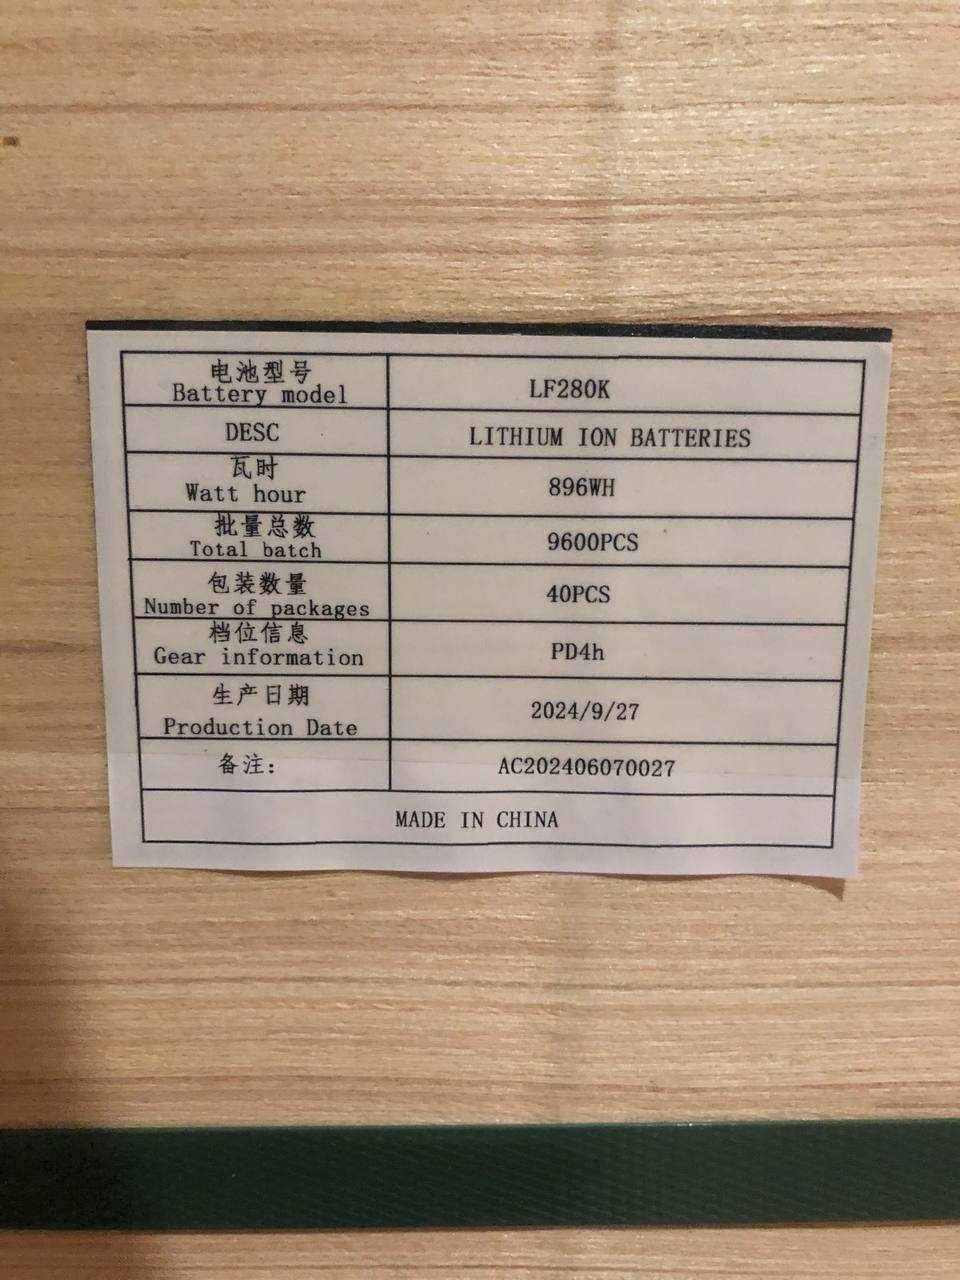 电池型号
Battery model
LF280K
DESC
LITHIUM ION BATTERIES
瓦时
Watt hour
896WH
批量总数
Total batch
9600PCS
包装数量
Number of packages
40PCS
档位信息
Gear information
PD4h
生产日期
Production Date
2024/9/27
备注:
AC202406070027
MADE IN CHINA